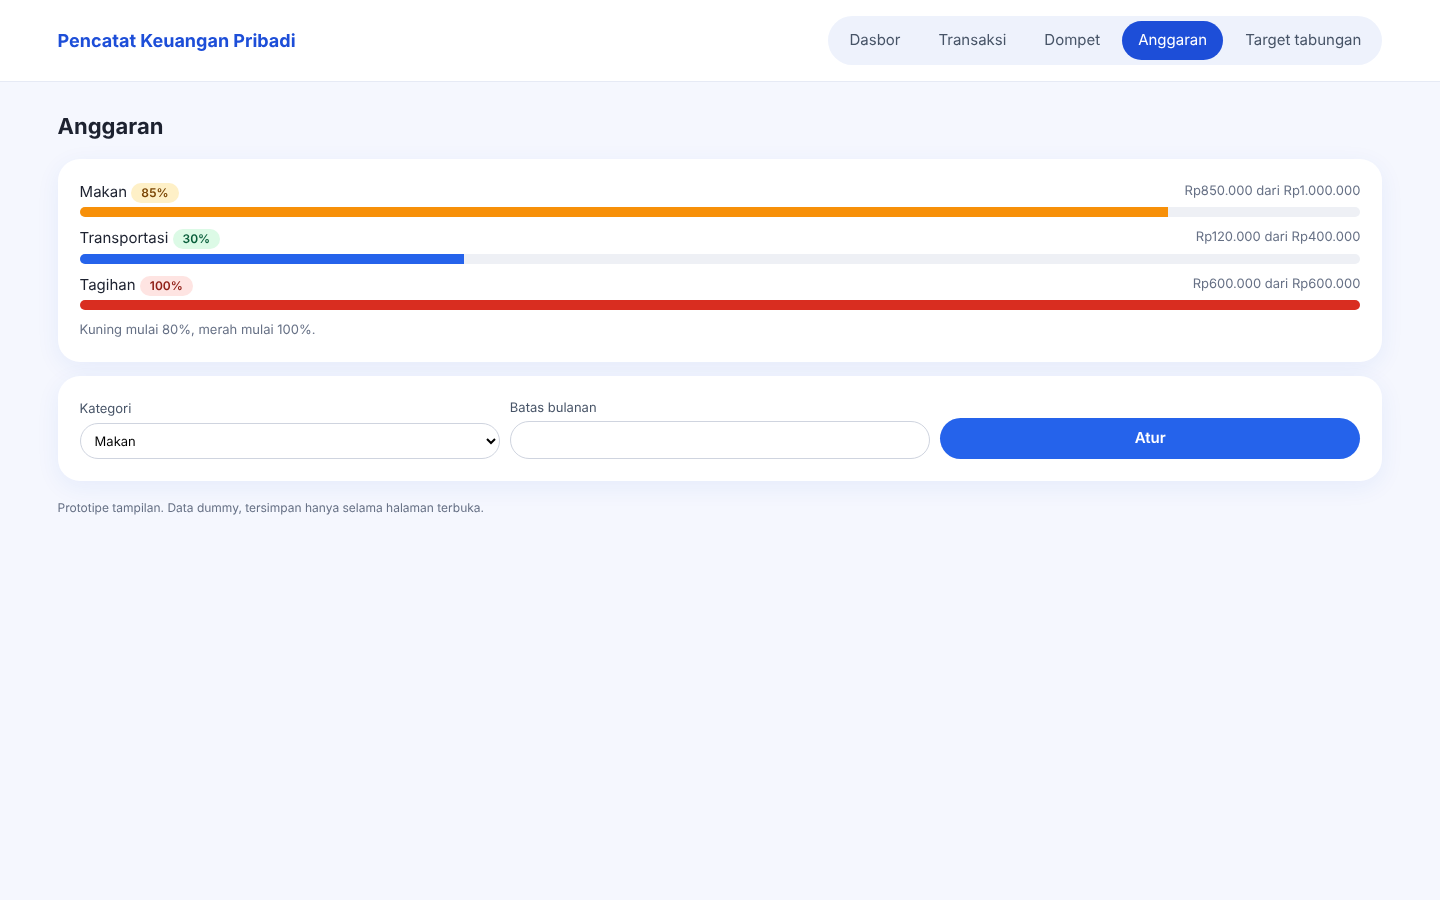 Pencatat Keuangan Pribadi
Dasbor Transaksi Dompet Anggaran Target tabungan
Anggaran
Makan 85% Rp850.000 dari Rp1.000.000
Transportasi 30% Rp120.000 dari Rp400.000
Tagihan 100% Rp600.000 dari Rp600.000
Kuning mulai 80%, merah mulai 100%.
Kategori Batas bulanan
Makan Atur
Prototipe tampilan. Data dummy, tersimpan hanya selama halaman terbuka.